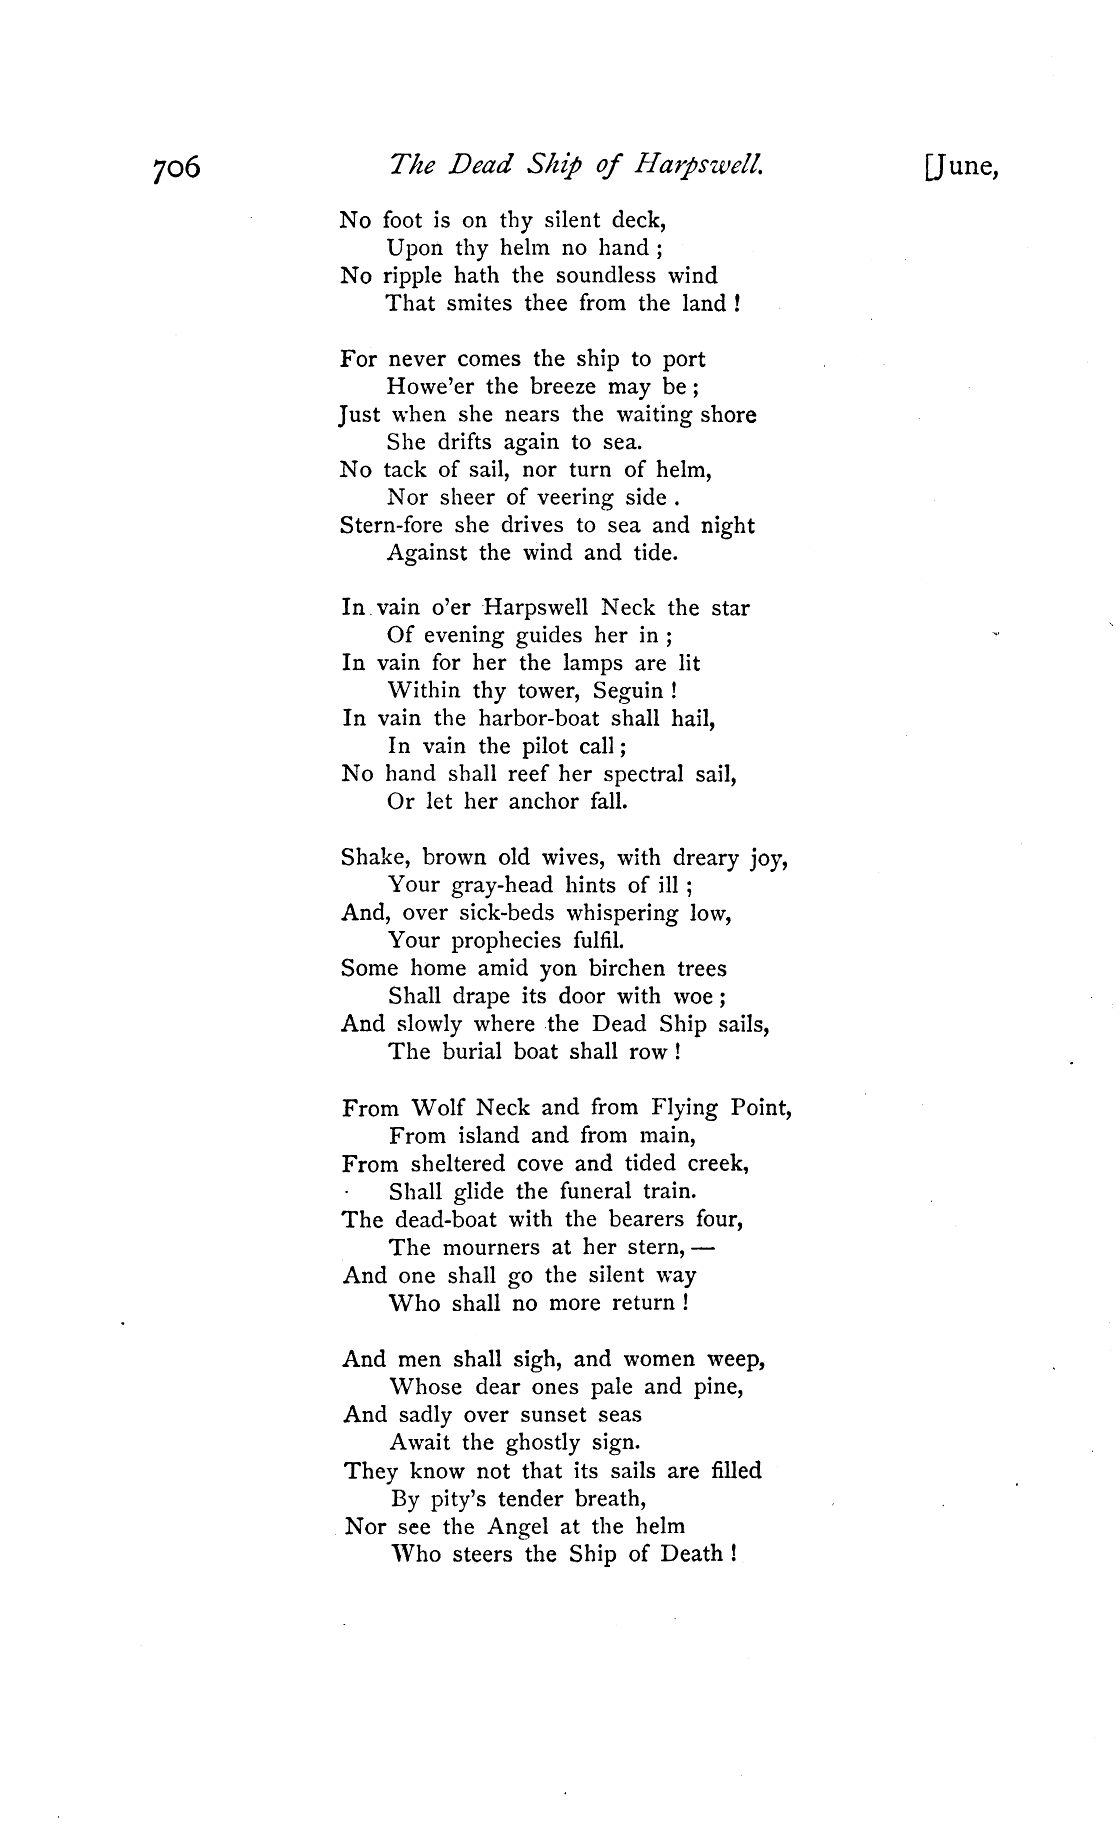 706 The Dead Ship of Harpswell. [June,
No foot is on thy silent deck,
Upon thy helm no hand ;
No ripple hath the soundless wind
That smites thee from the land !

For never comes the ship to port
Howe'er the breeze may be ;
Just when she nears the waiting shore
She drifts again to sea.
No tack of sail, nor turn of helm,
Nor sheer of veering side .
Stern-fore she drives to sea and night
Against the wind and tide.

In vain o'er Harpswell Neck the star
Of evening guides her in ;
In vain for her the lamps are lit
Within thy tower, Seguin !
In vain the harbor-boat shall hail,
In vain the pilot call ;
No hand shall reef her spectral sail,
Or let her anchor fall.

Shake, brown old wives, with dreary joy,
Your gray-head hints of ill ;
And, over sick-beds whispering low,
Your prophecies fulfil.
Some home amid yon birchen trees
Shall drape its door with woe ;
And slowly where the Dead Ship sails,
The burial boat shall row !

From Wolf Neck and from Flying Point,
From island and from main,
From sheltered cove and tided creek,
Shall glide the funeral train.
The dead-boat with the bearers four,
The mourners at her stern, —
And one shall go the silent way
Who shall no more return !

And men shall sigh, and women weep,
Whose dear ones pale and pine,
And sadly over sunset seas
Await the ghostly sign.
They know not that its sails are filled
By pity's tender breath,
Nor see the Angel at the helm
Who steers the Ship of Death !